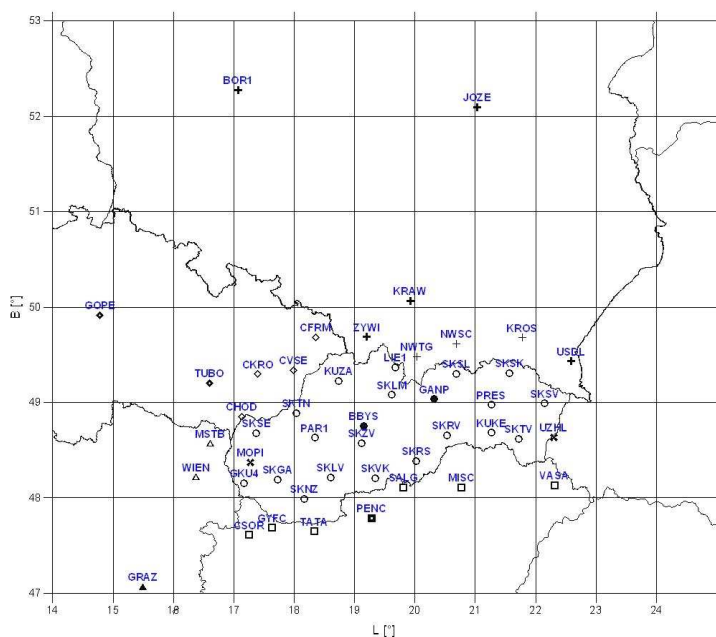 53
BOR1
52
JOZE
51
KRAW
GOPE
50
B [°]
CFRM
ZYWI
NWSC
KROS
NWTG
USDL
CVSE
LIE1
CKRO
KUZA
SKSL
SKSK
TUBO
SKLM
GANP
49
CHOD
SKTN
PRES
SKSV
BBYS
MSTB
SKSE
PAR1
SKZV
SKRV
KUKE
SKTV
UZHL
MOPI
SKRS
WIEN
GKU4
SKGA
SKLV
SKVK
SALG
MISC
VASA
48
SKNZ
PENC
CSOR
GYFC
TATA
GRAZ
47
14 15 16 17 18 19 20 21 22 23 24
L [°]